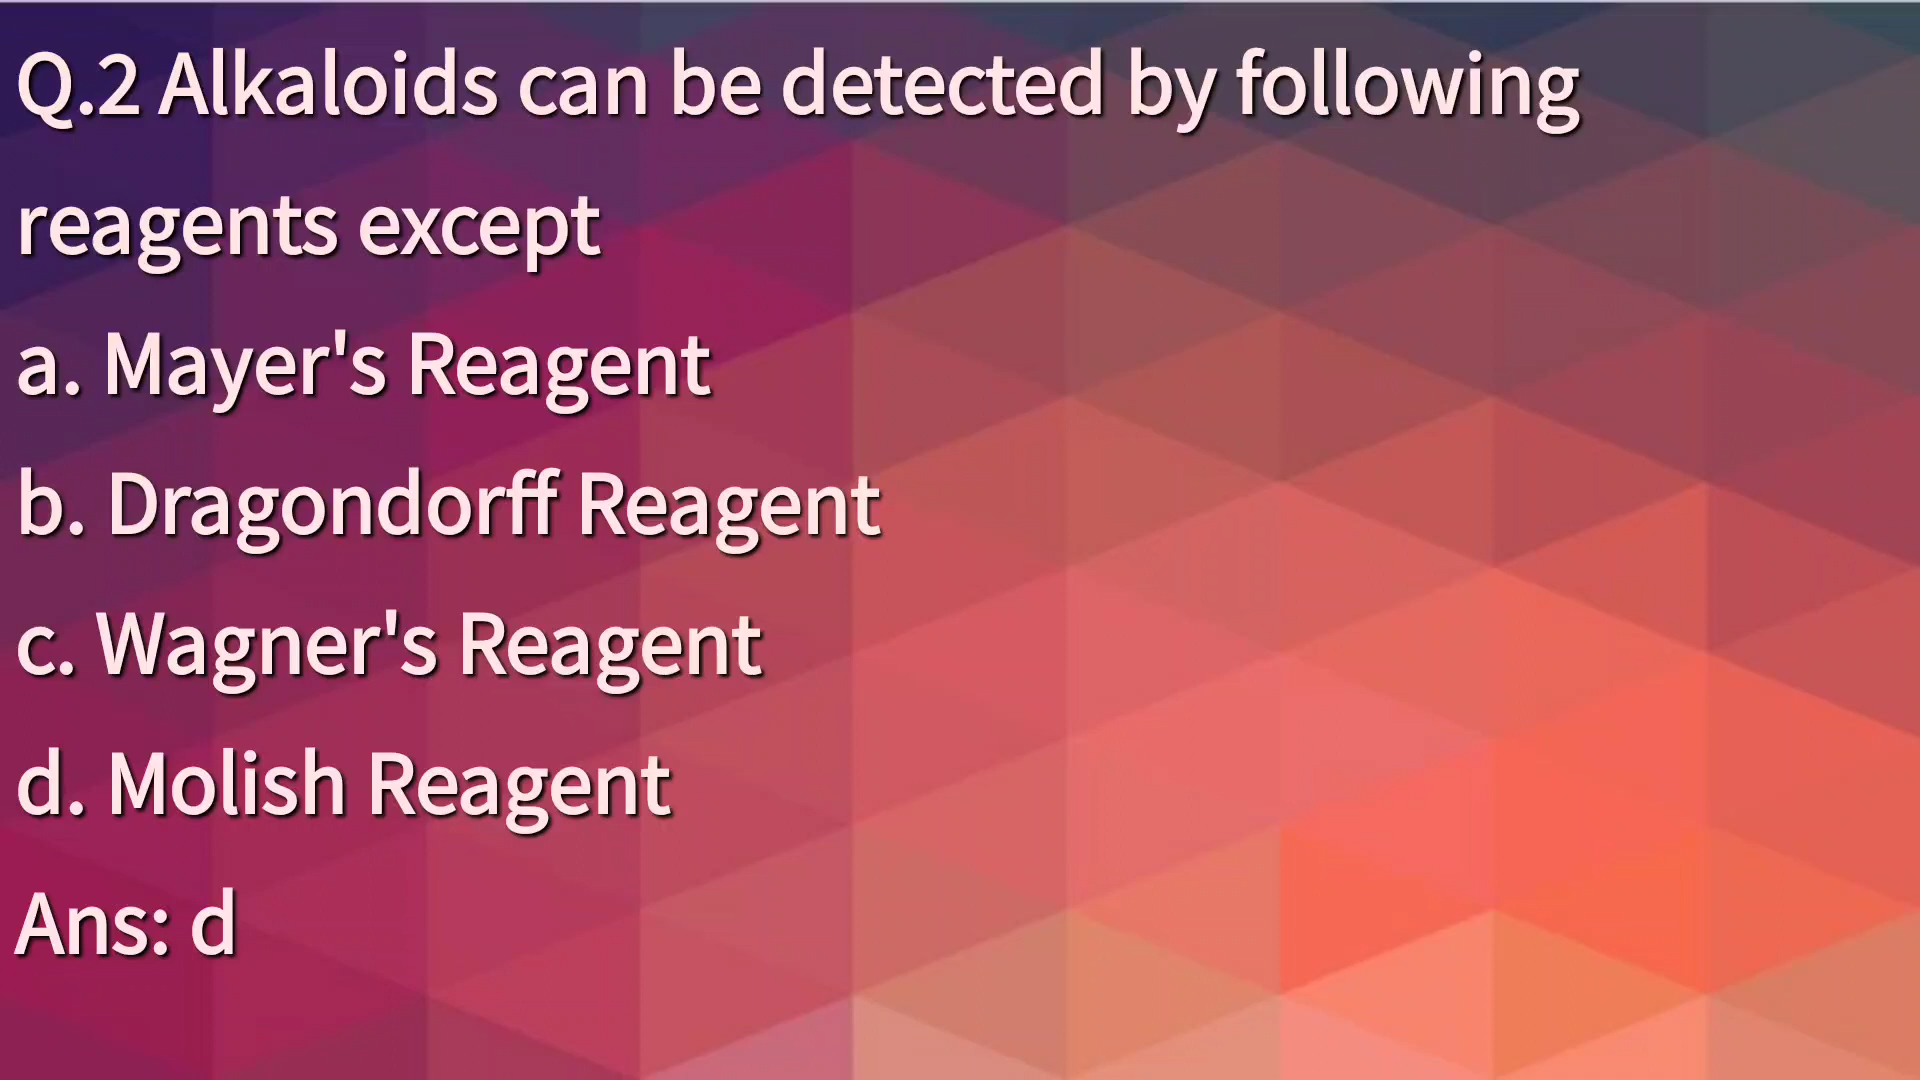 Q.2 Alkaloids can be detected by following
reagents except
a. Mayer's Reagent
b. Dragondorff Reagent
c. Wagner's Reagent
d. Molish Reagent
Ans: d